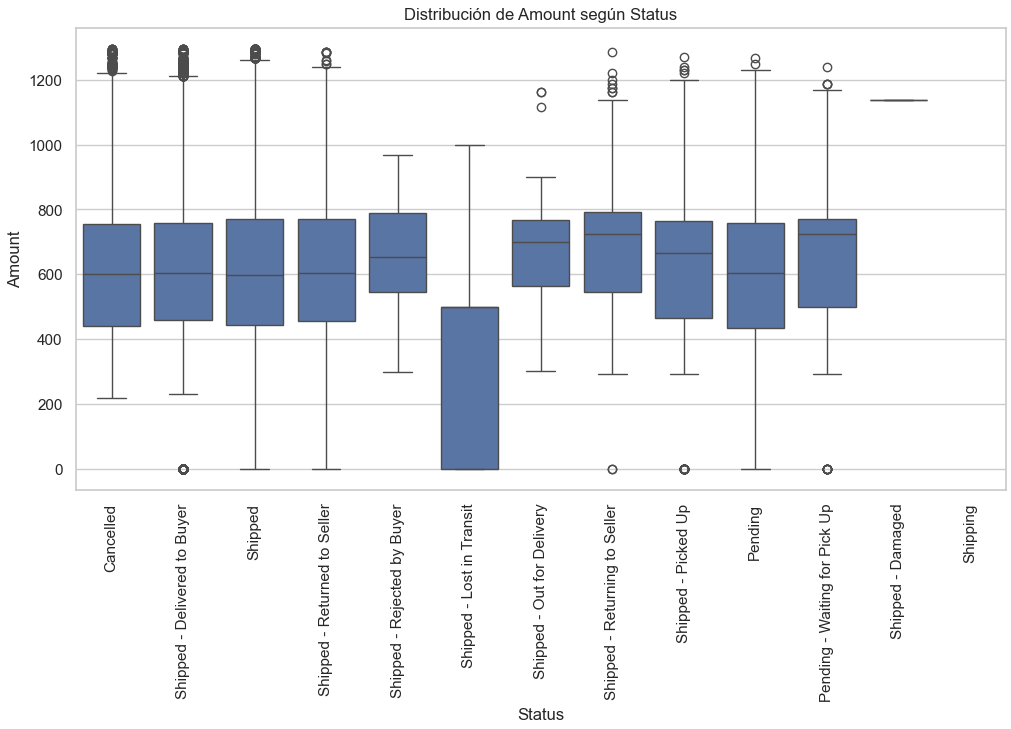 Distribución de Amount según Status
Amount
1200
1000
800
600
400
200
0
Cancelled
Shipped - Delivered to Buyer
Shipped
Shipped - Returned to Seller
Shipped - Rejected by Buyer
Shipped - Lost in Transit
Shipped - Out for Delivery
Shipped - Returning to Seller
Shipped - Picked Up
Pending
Pending - Waiting for Pick Up
Shipped - Damaged
Shipping
Status